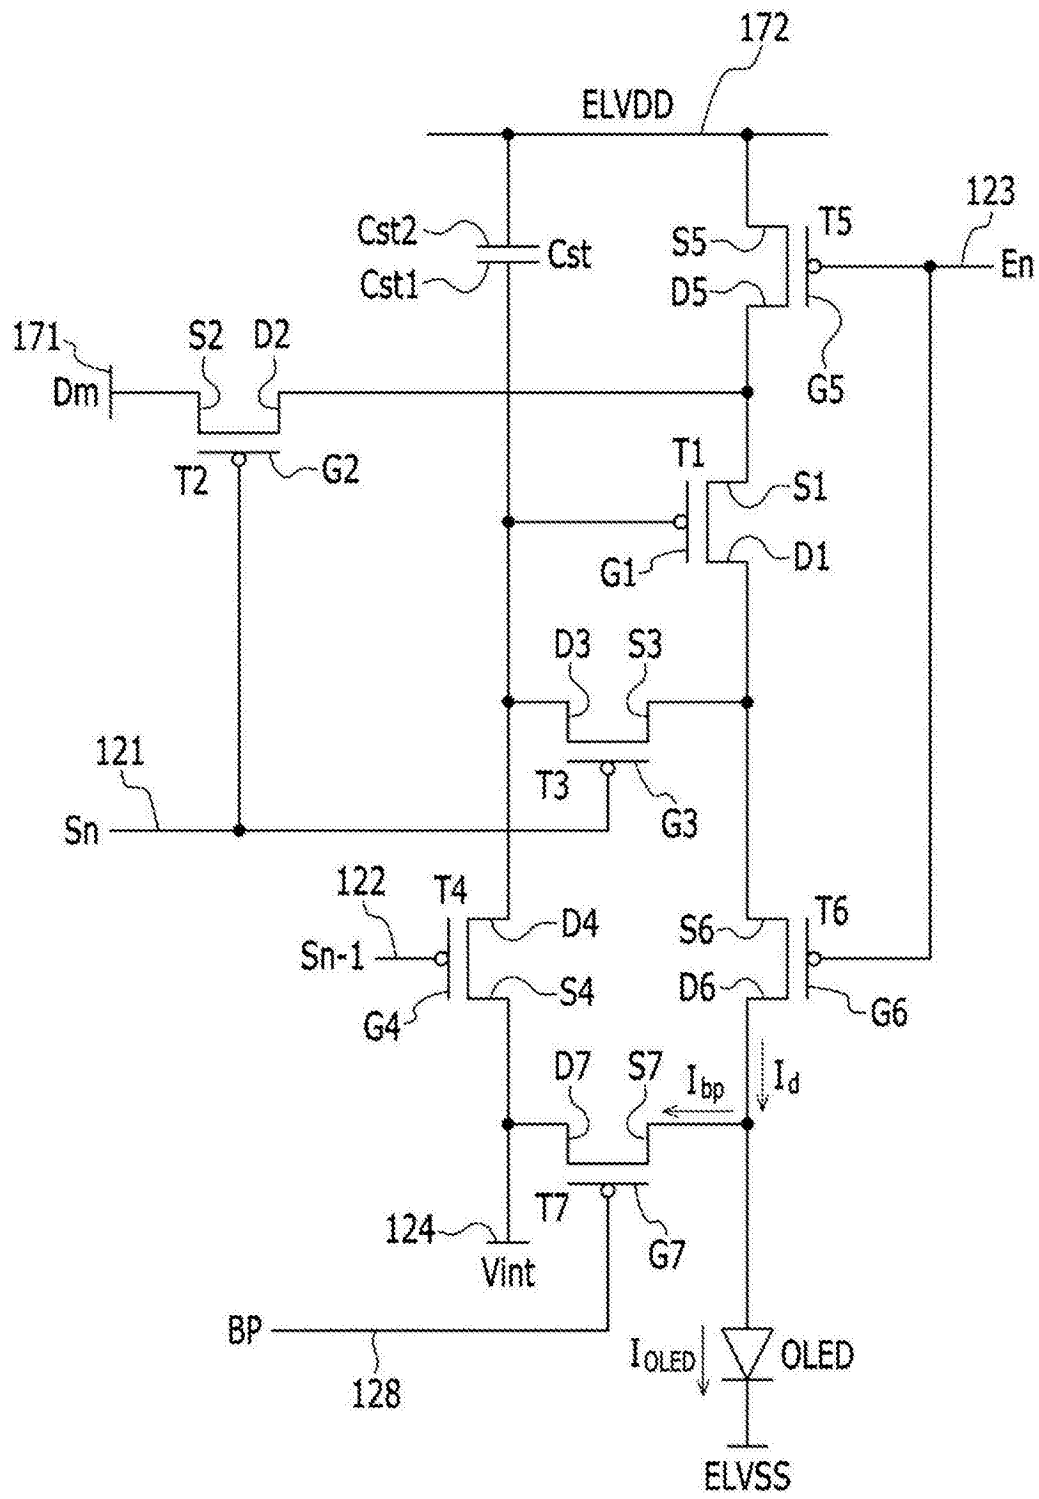 172
ELVDD
123
Cst2
T5
S5
Cst
En
Cst1
D5
171
S2
D2
Dm
G5
T1
T2
G2
S1
G1
D1
D3
S3
121
T3
Sn
G3
122
T4
T6
D4
S6
Sn-1
S4
D6
G4
G6
D7
S7
Ibp
Id
T7
124
G7
Vint
BP
IOLED
OLED
128
ELVSS